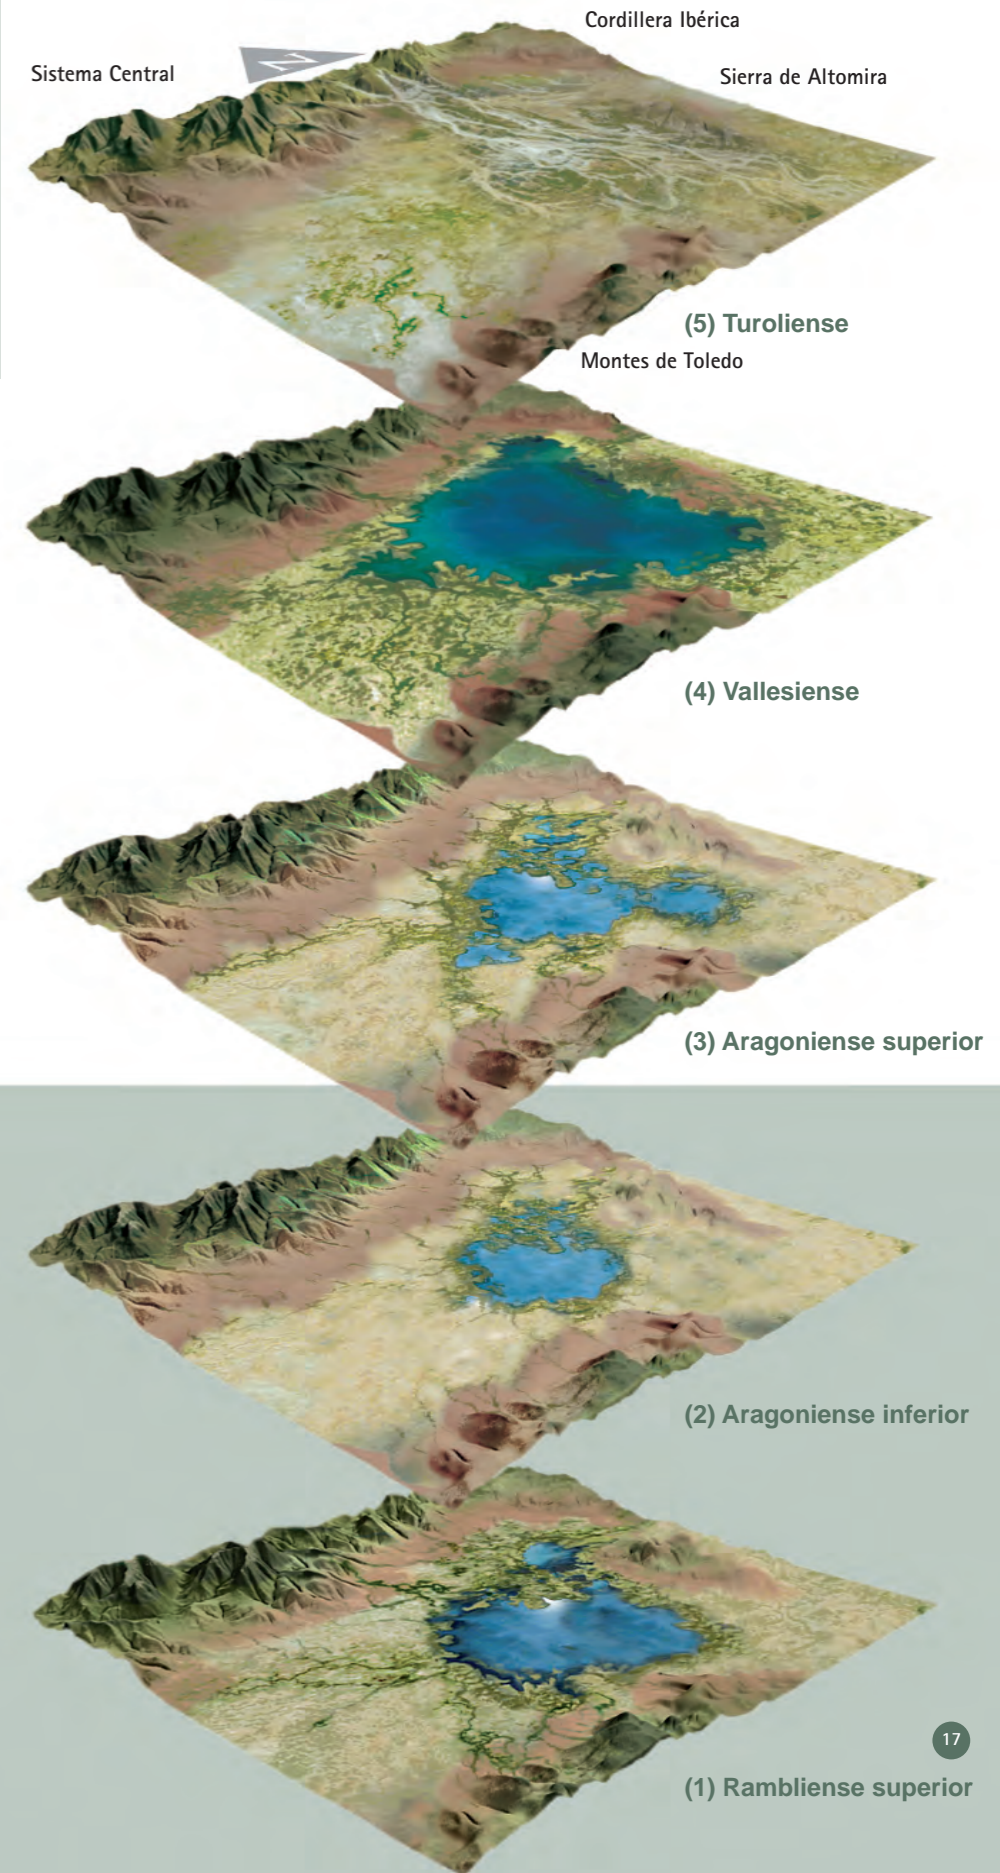 Cordillera Ibérica
Sistema Central
N
Sierra de Altomira
(5) Turoliense
Montes de Toledo
(4) Vallesiense
(3) Aragoniense superior
(2) Aragoniense inferior
17
(1) Rambliense superior